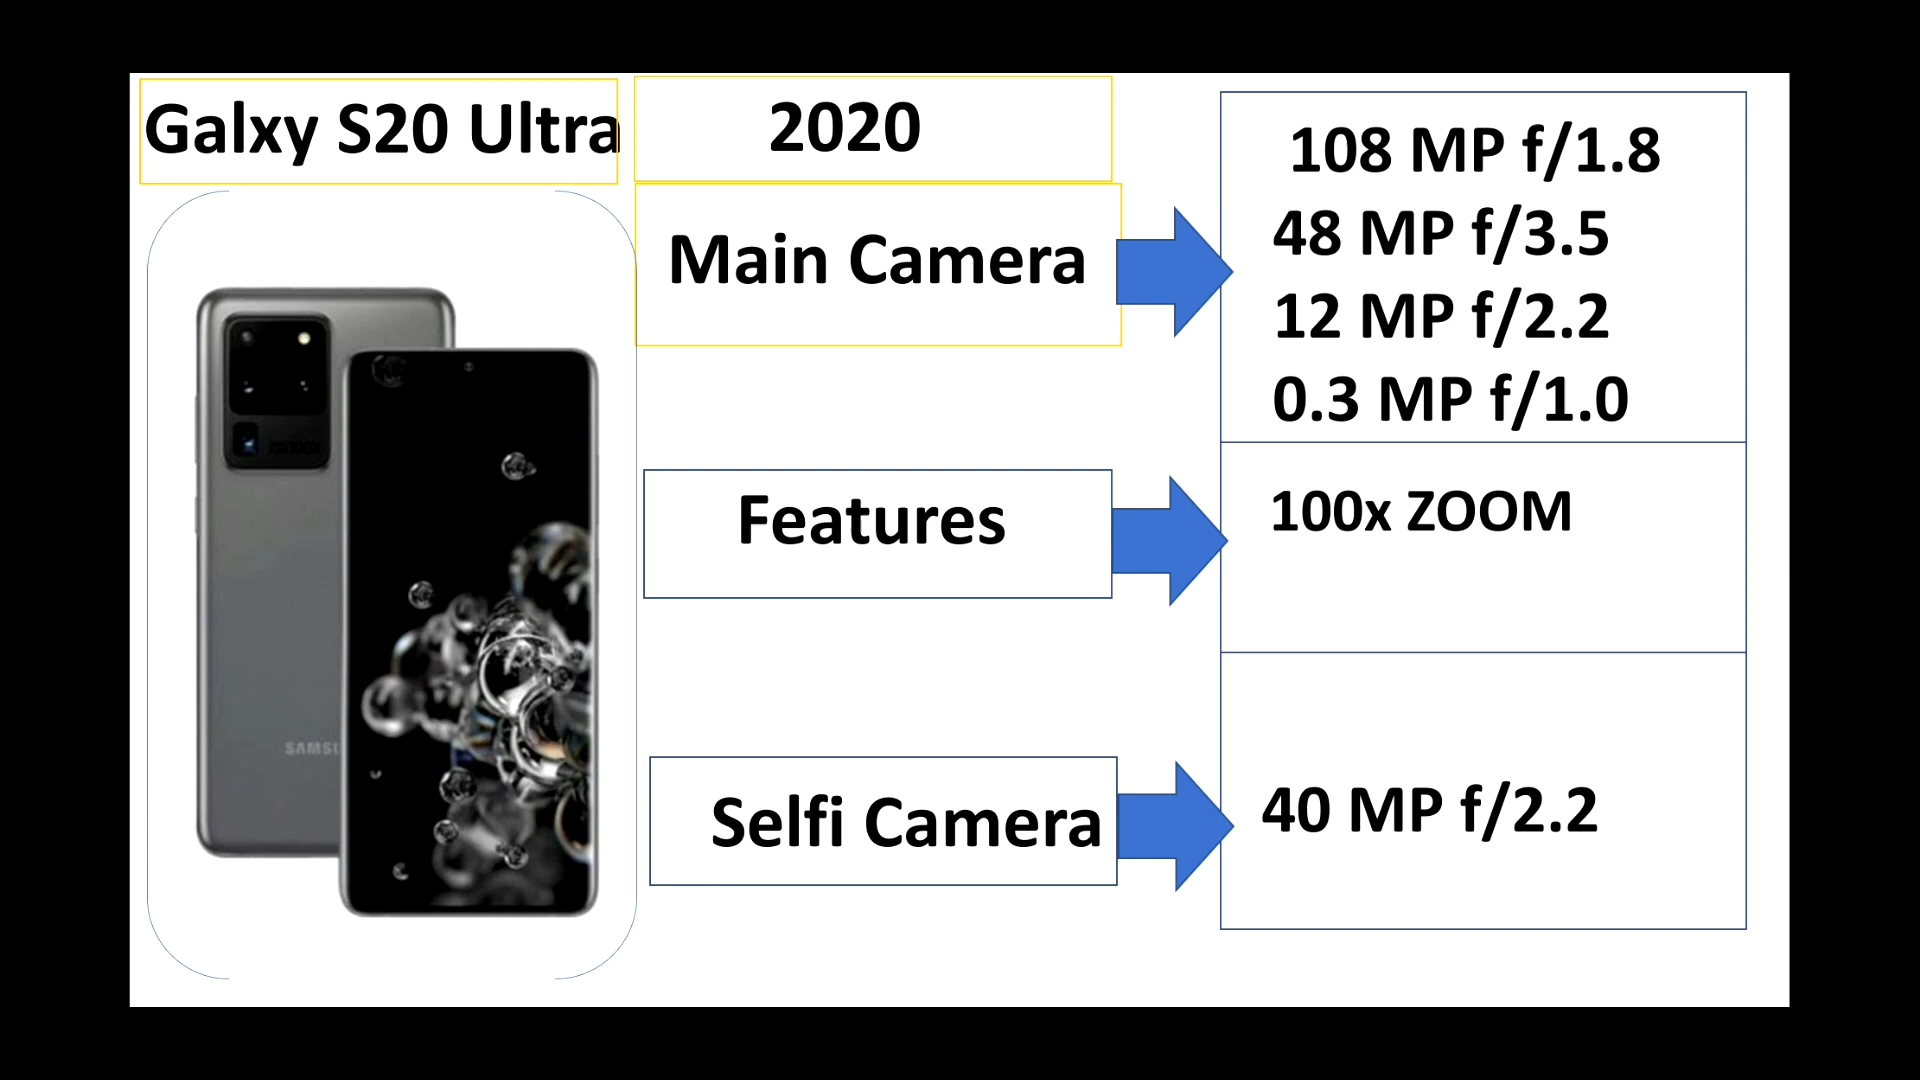 Galxy S20 Ultra
2020
Main Camera
108 MP f/1.8
48 MP f/3.5
12 MP f/2.2
0.3 MP f/1.0
Features
100x ZOOM
Selfi Camera
40 MP f/2.2
SAMSU